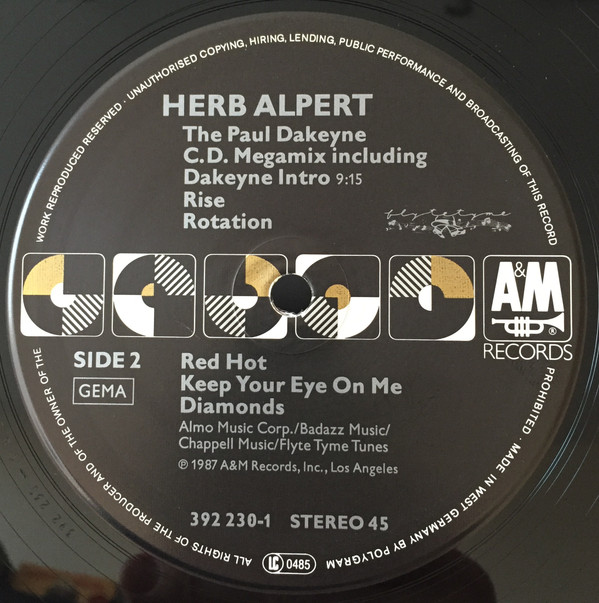 WORK REPRODUCED RESERVED · UNAUTHORISED COPYING, HIRING, LENDING, PUBLIC PERFORMANCE AND BROADCASTING OF THIS RECORD
HERB ALPERT
The Paul Dakeyne
C.D. Megamix including
Dakeyne Intro 9:15
Rise
Rotation
A&M
®
RECORDS
SIDE 2
GEMA
Red Hot
Keep Your Eye On Me
Diamonds
Almo Music Corp./Badazz Music/
Chappell Music/Flyte Tyme Tunes
℗ 1987 A&M Records, Inc., Los Angeles
392 230-1 STEREO 45
PROHIBITED · MADE IN WEST GERMANY BY POLYGRAM
LC 0485
ALL RIGHTS OF THE PRODUCER AND OF THE OWNER OF THE